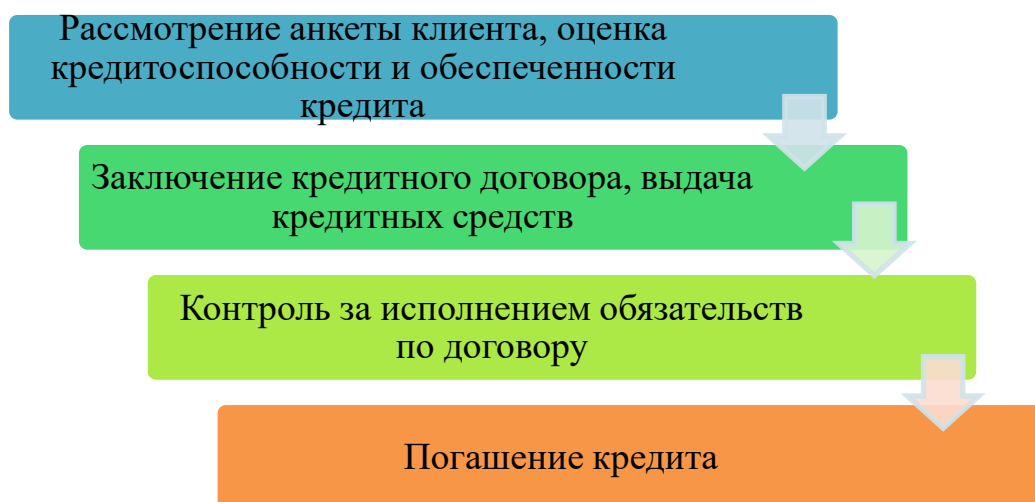 Рассмотрение анкеты клиента, оценка
кредитоспособности и обеспеченности
кредита
Заключение кредитного договора, выдача
кредитных средств
Контроль за исполнением обязательств
по договору
Погашение кредита